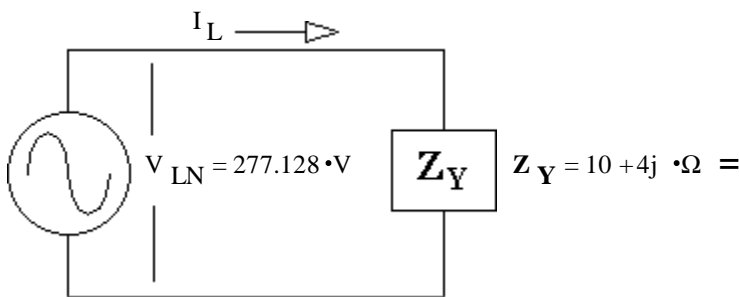 I L
V LN = 277.128 •V
Z Y
Z Y = 10 +4j •Ω =